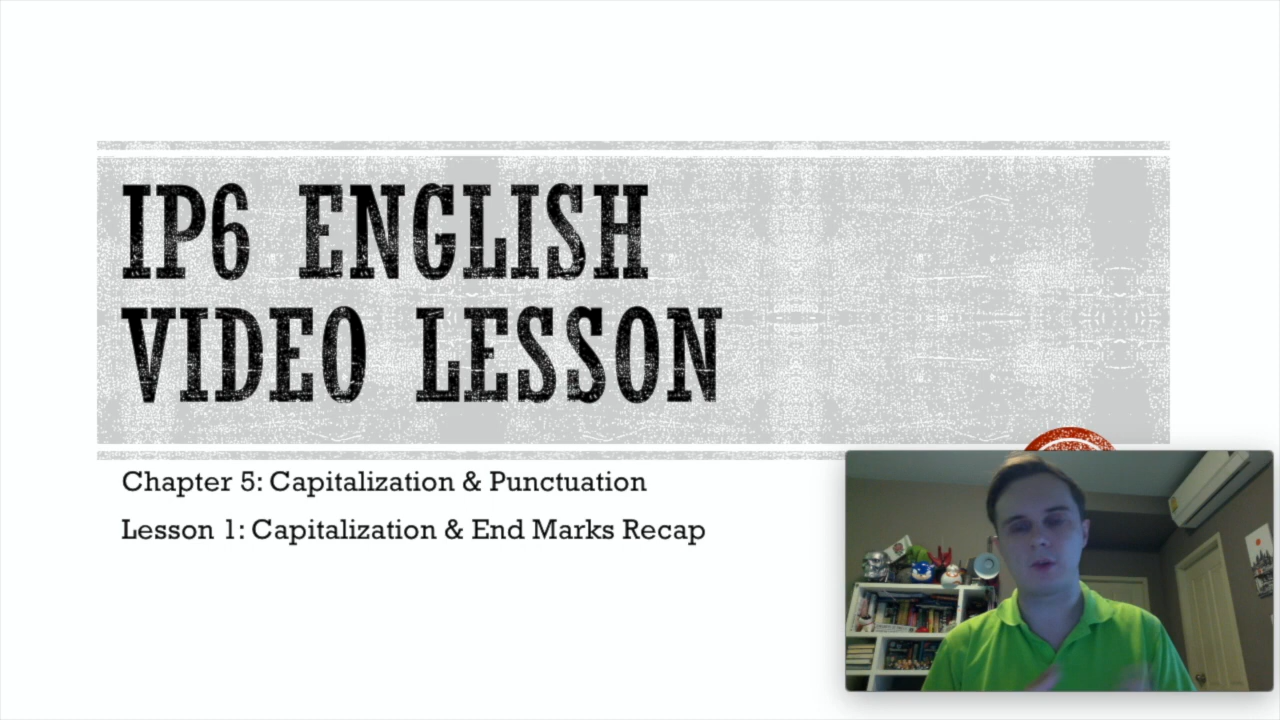 IP6 ENGLISH
VIDEO LESSON
Chapter 5: Capitalization & Punctuation
Lesson 1: Capitalization & End Marks Recap